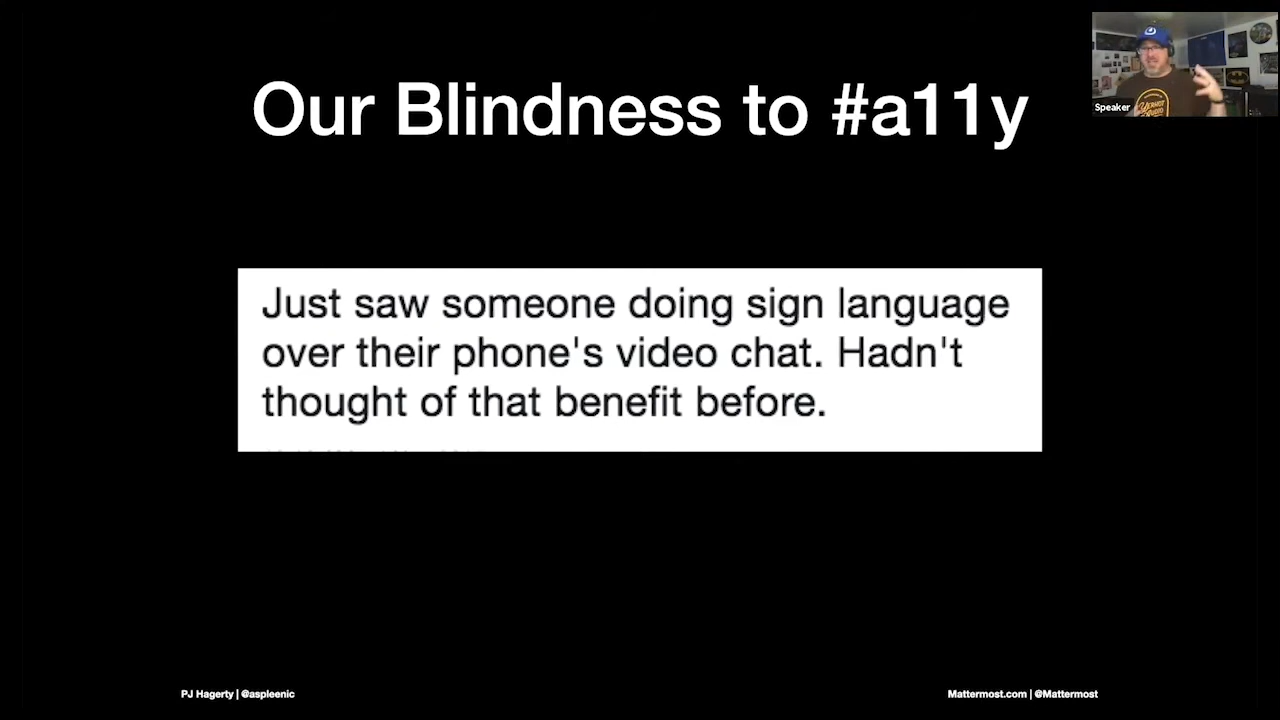 Our Blindness to #a11y
Speaker
Just saw someone doing sign language
over their phone's video chat. Hadn't
thought of that benefit before.
PJ Hagerty | @aspleenic
Mattermost.com | @Mattermost